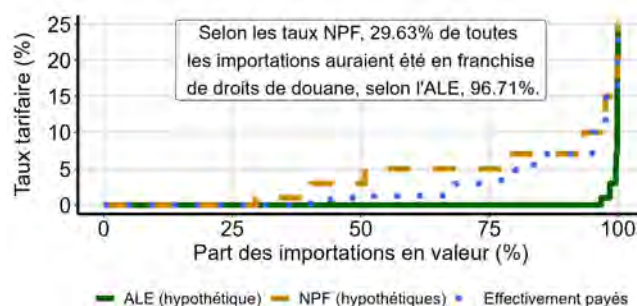 Selon les taux NPF, 29.63% de toutes
les importations auraient été en franchise
de droits de douane, selon l'ALE, 96.71%.
Taux tarifaire (%)
25
20
15
10
5
0
0 25 50 75 100
Part des importations en valeur (%)
ALE (hypothétique) NPF (hypothétiques) Effectivement payés